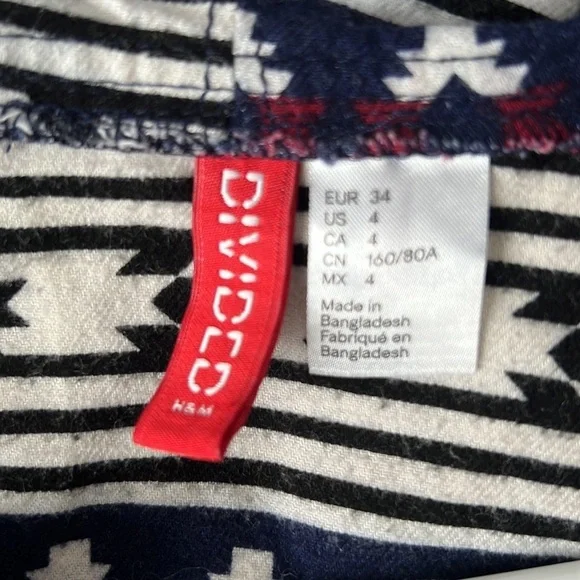 DIVIDED
H&M
EUR 34
US 4
CA 4
CN 160/80A
MX 4
Made in
Bangladesh
Fabriqué en
Bangladesh